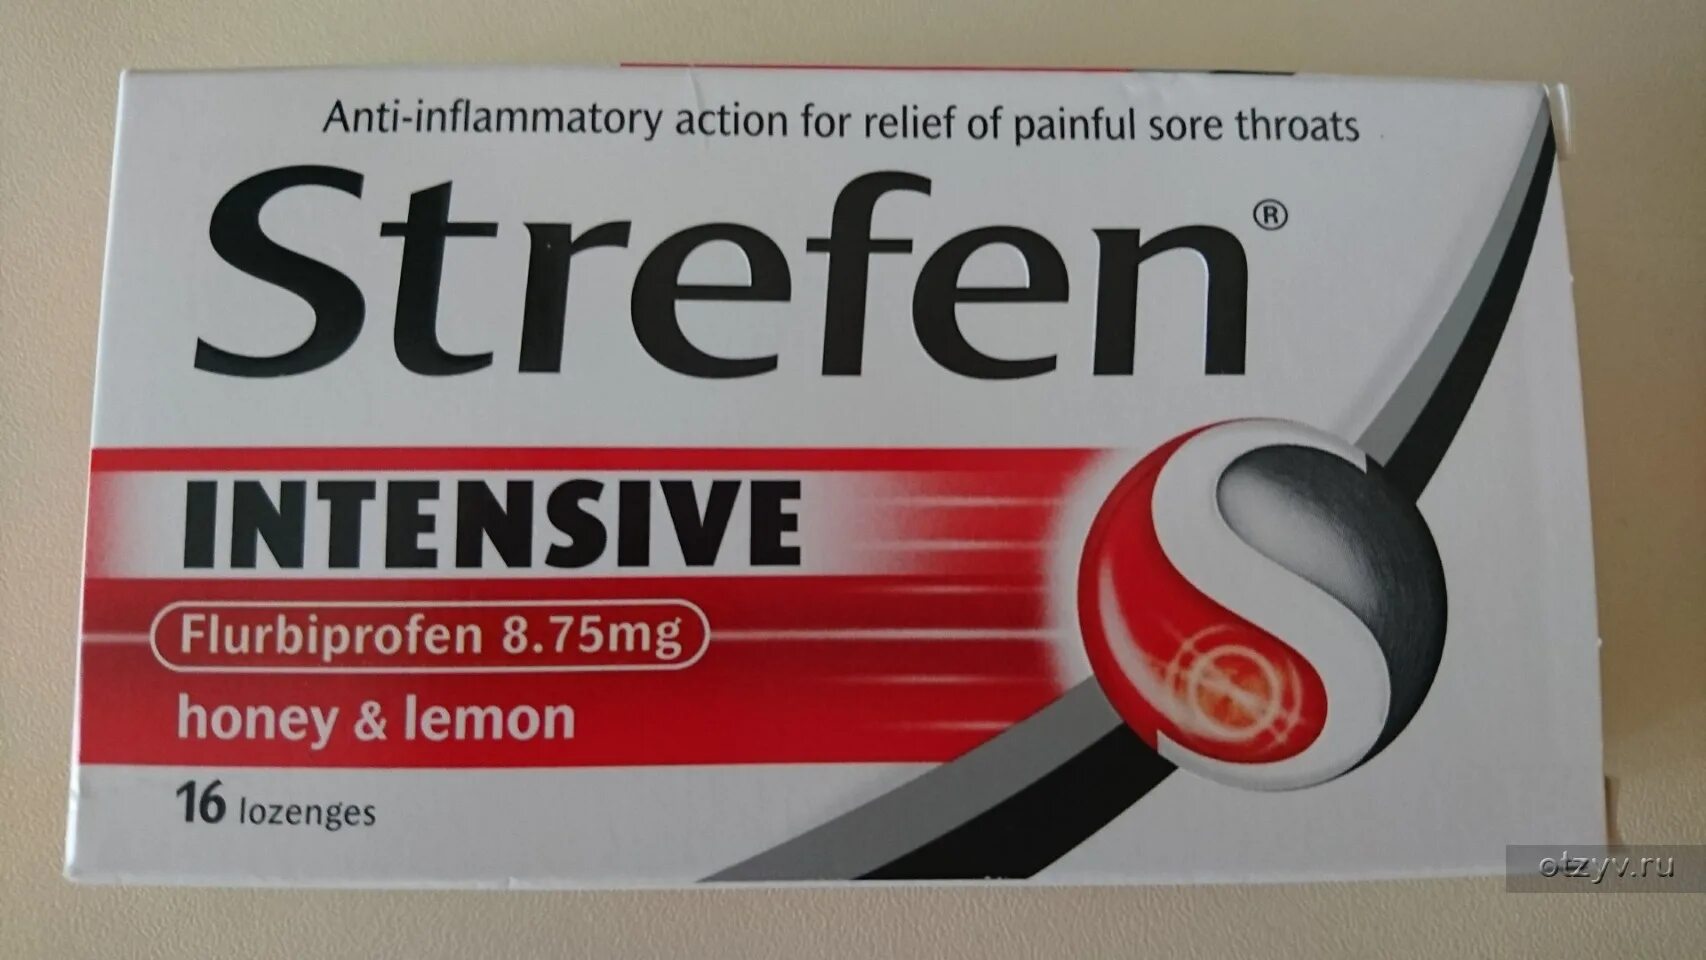 Anti-inflammatory action for relief of painful sore throats
Strefen®
INTENSIVE
Flurbiprofen 8.75mg
honey & lemon
16 lozenges
otzyv.ru